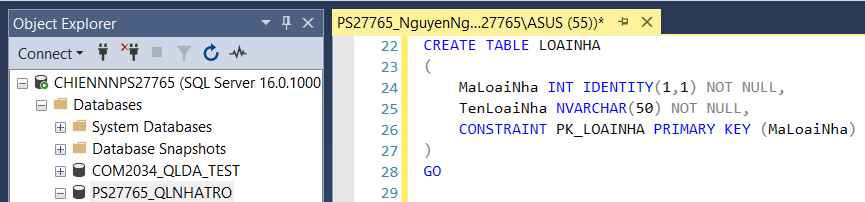 Object Explorer
Connect
CHIENNNPS27765 (SQL Server 16.0.1000
Databases
System Databases
Database Snapshots
COM2034_QLDA_TEST
PS27765_QLNHATRO
PS27765_NguyenNg...27765\ASUS (55))*
22 CREATE TABLE LOAINHA
23 (
24 MaLoaiNha INT IDENTITY(1,1) NOT NULL,
25 TenLoaiNha NVARCHAR(50) NOT NULL,
26 CONSTRAINT PK_LOAINHA PRIMARY KEY (MaLoaiNha)
27 )
28 GO
29